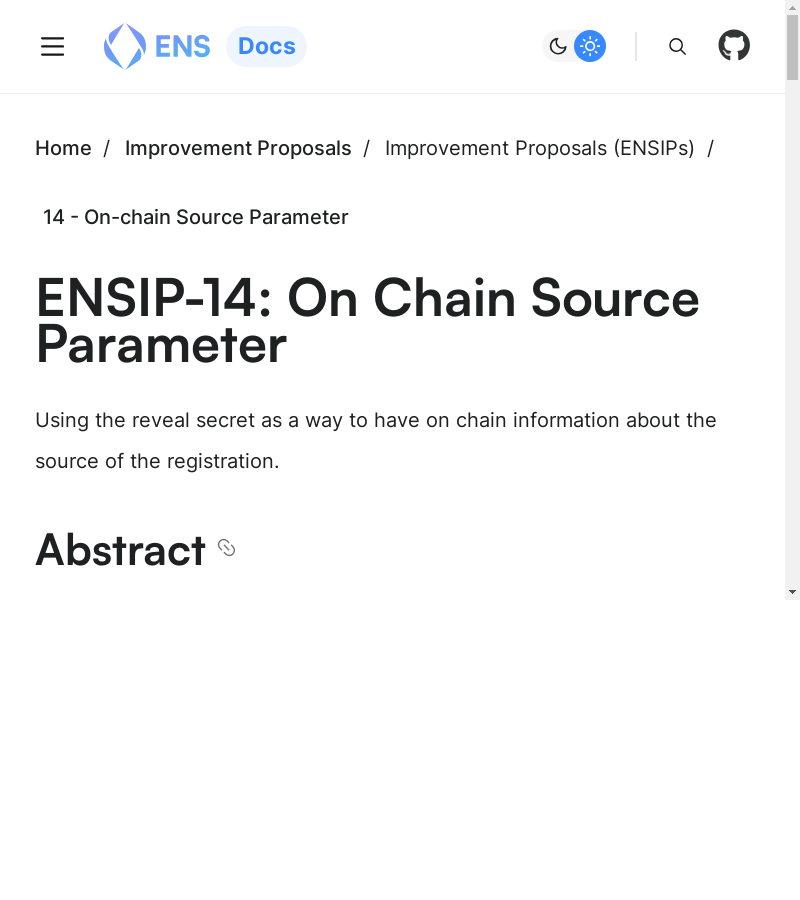 ENS Docs
Home / Improvement Proposals / Improvement Proposals (ENSIPs) /
14 - On-chain Source Parameter
ENSIP-14: On Chain Source
Parameter
Using the reveal secret as a way to have on chain information about the
source of the registration.
Abstract